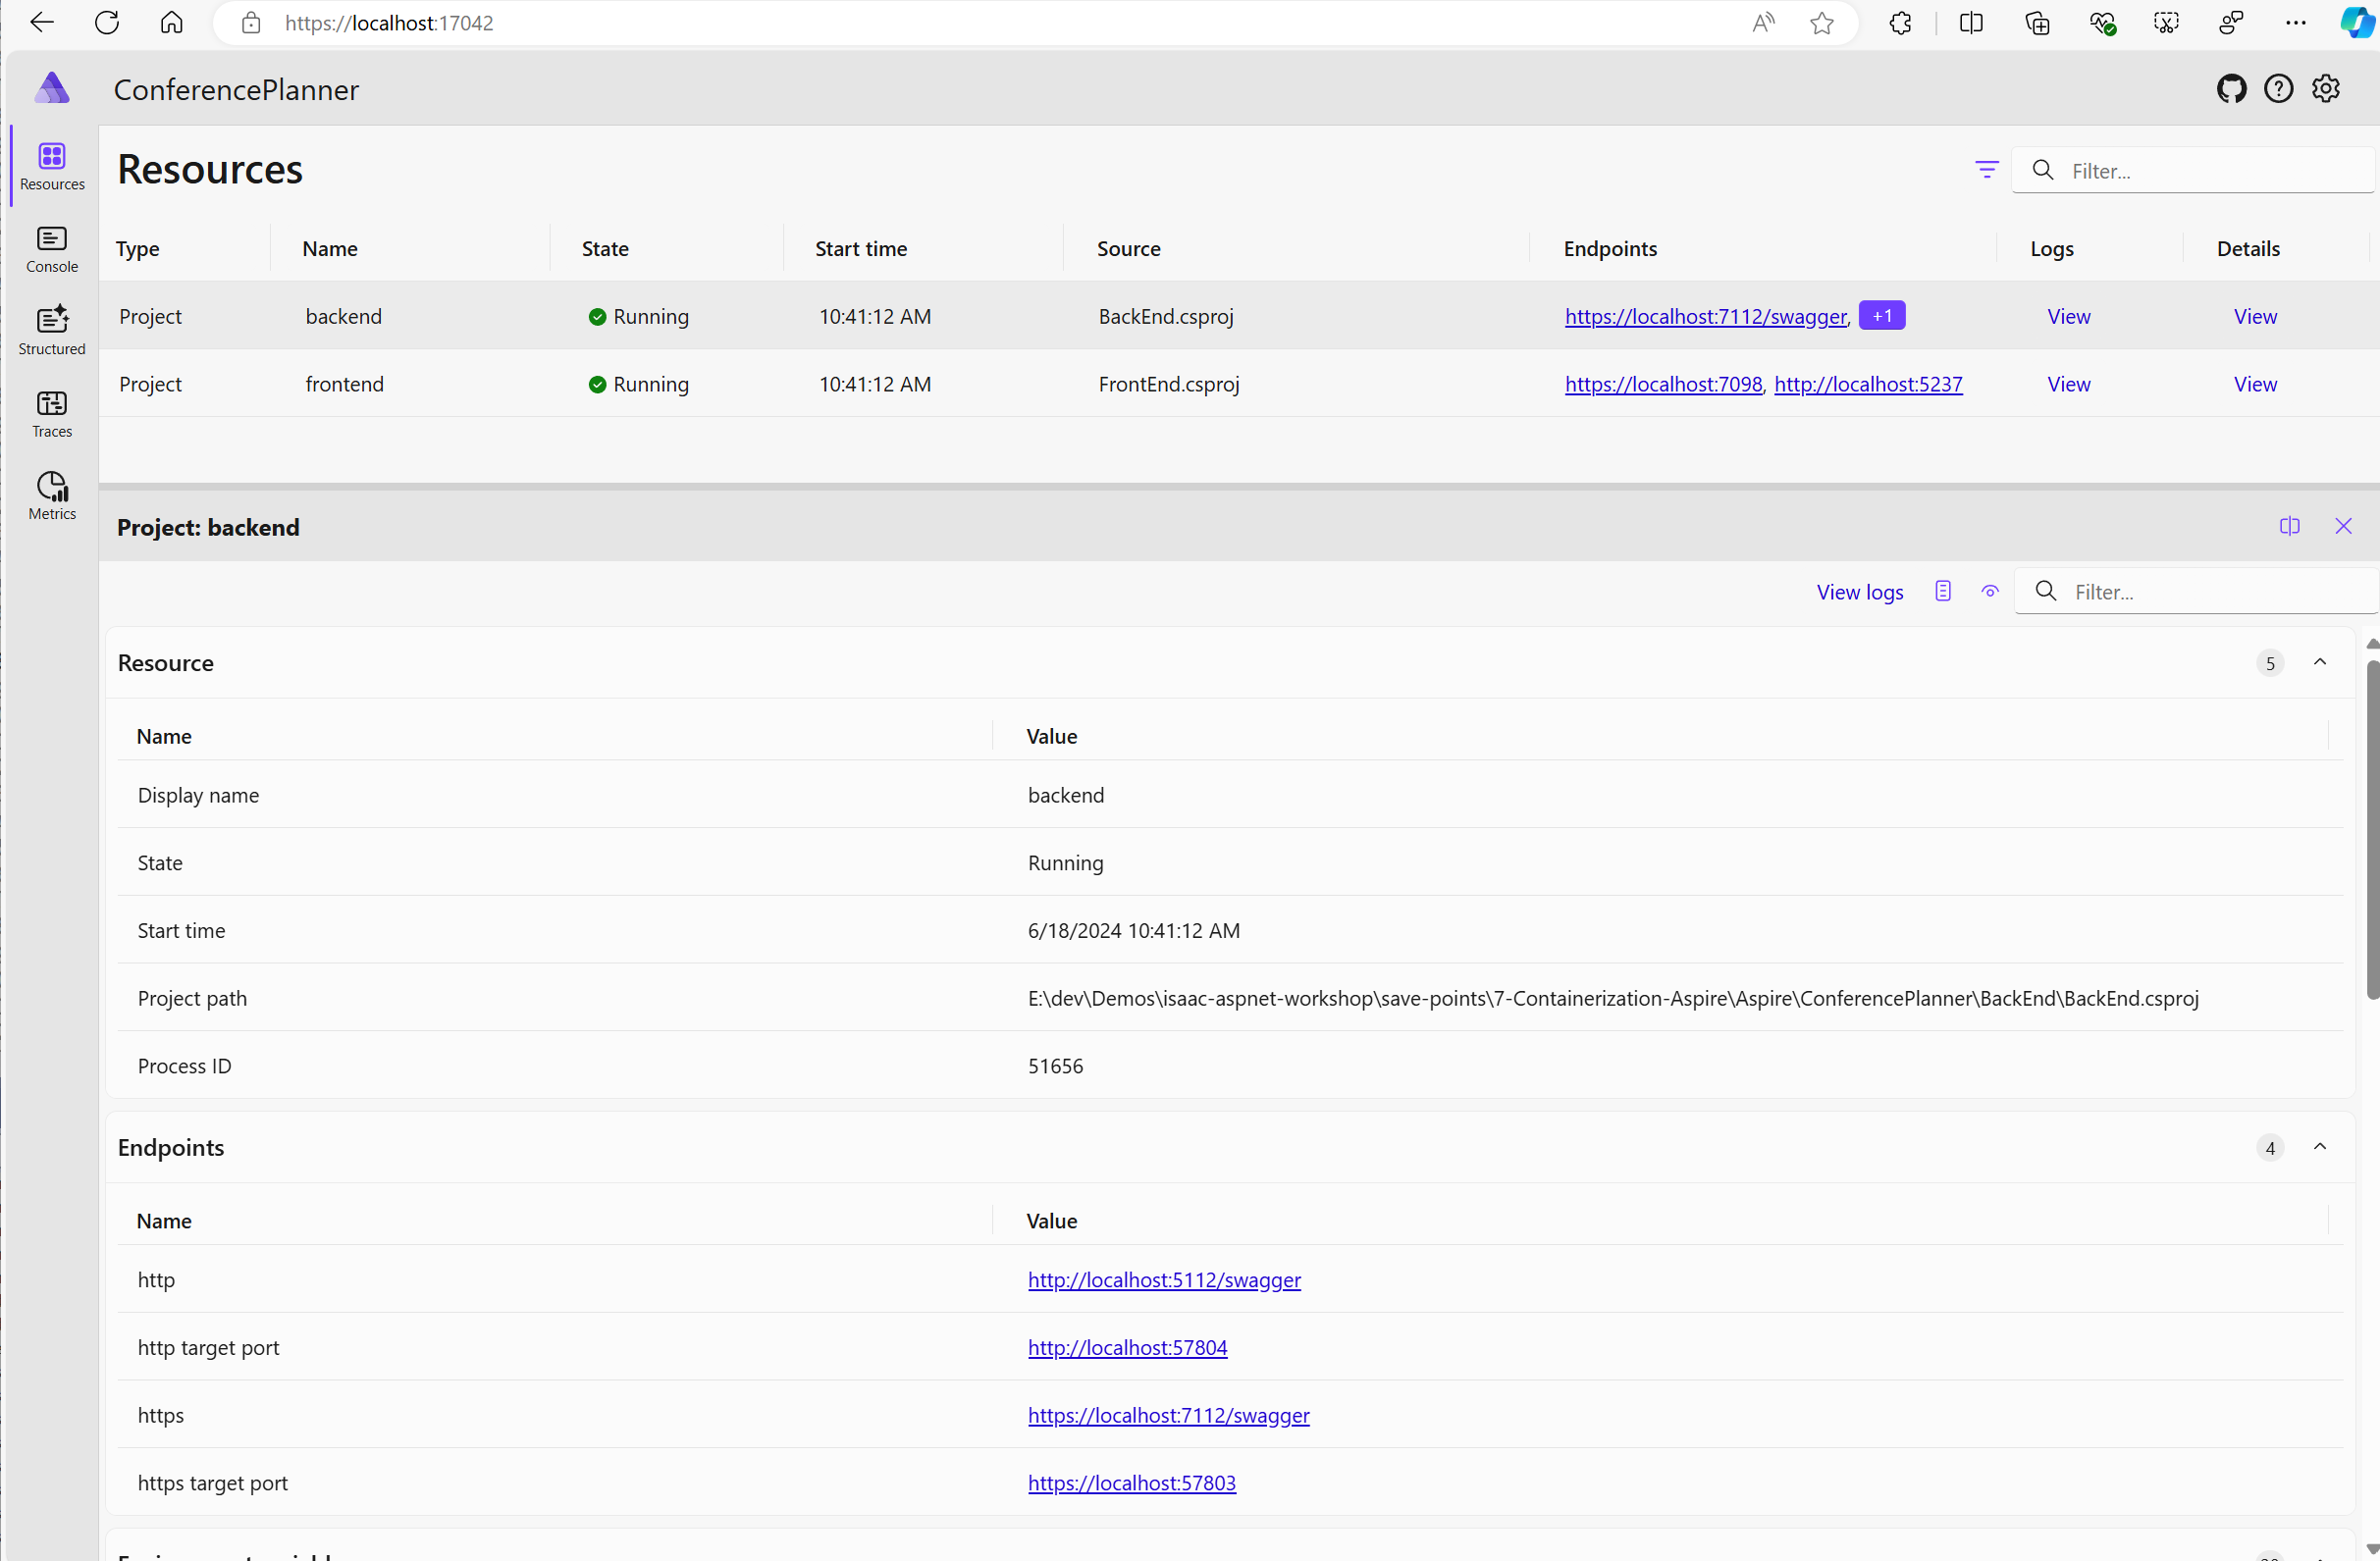 https://localhost:17042
ConferencePlanner
Resources
Filter...
Resources
Console
Structured
Traces
Metrics
Type Name State Start time Source Endpoints Logs Details
Project backend Running 10:41:12 AM BackEnd.csproj https://localhost:7112/swagger, +1 View View
Project frontend Running 10:41:12 AM FrontEnd.csproj https://localhost:7098, http://localhost:5237 View View
Project: backend
View logs Filter...
Resource 5
Name Value
Display name backend
State Running
Start time 6/18/2024 10:41:12 AM
Project path E:\dev\Demos\isaac-aspnet-workshop\save-points\7-Containerization-Aspire\Aspire\ConferencePlanner\BackEnd\BackEnd.csproj
Process ID 51656
Endpoints 4
Name Value
http http://localhost:5112/swagger
http target port http://localhost:57804
https https://localhost:7112/swagger
https target port https://localhost:57803